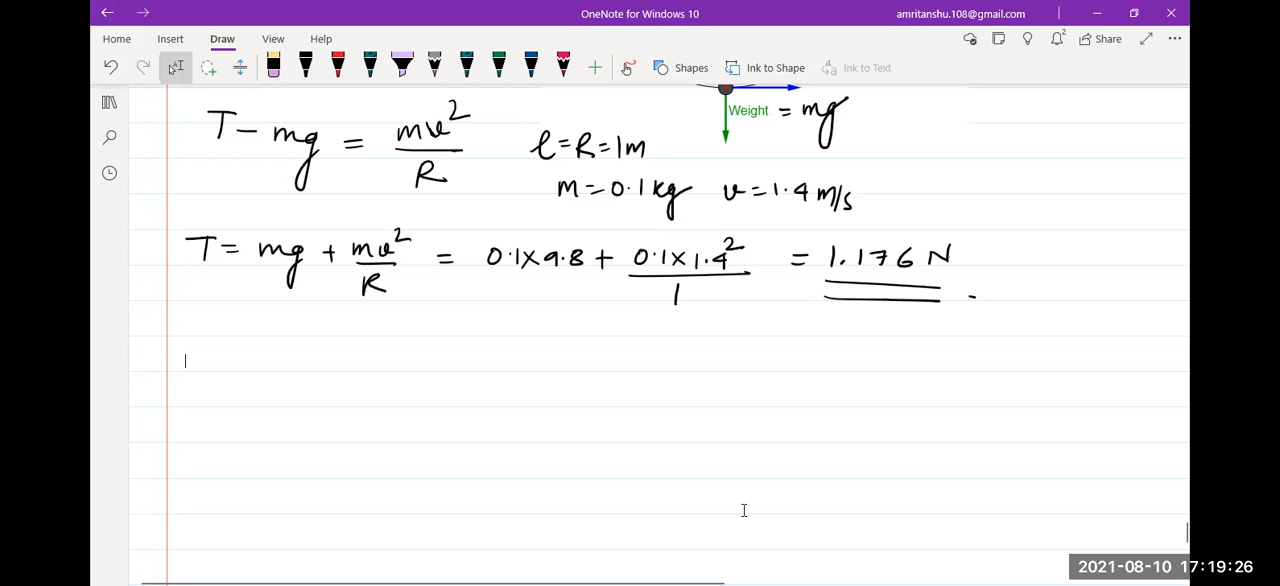 OneNote for Windows 10
amritanshu.108@gmail.com
Home Insert Draw View Help
Share
Shapes Ink to Shape Ink to Text
Weight = mg
T - mg = mv²/R
l = R = 1m
m = 0.1 kg v = 1.4 m/s
T = mg + mv²/R = 0.1 × 9.8 + 0.1 × 1.4²/1 = 1.176 N
2021-08-10 17:19:26